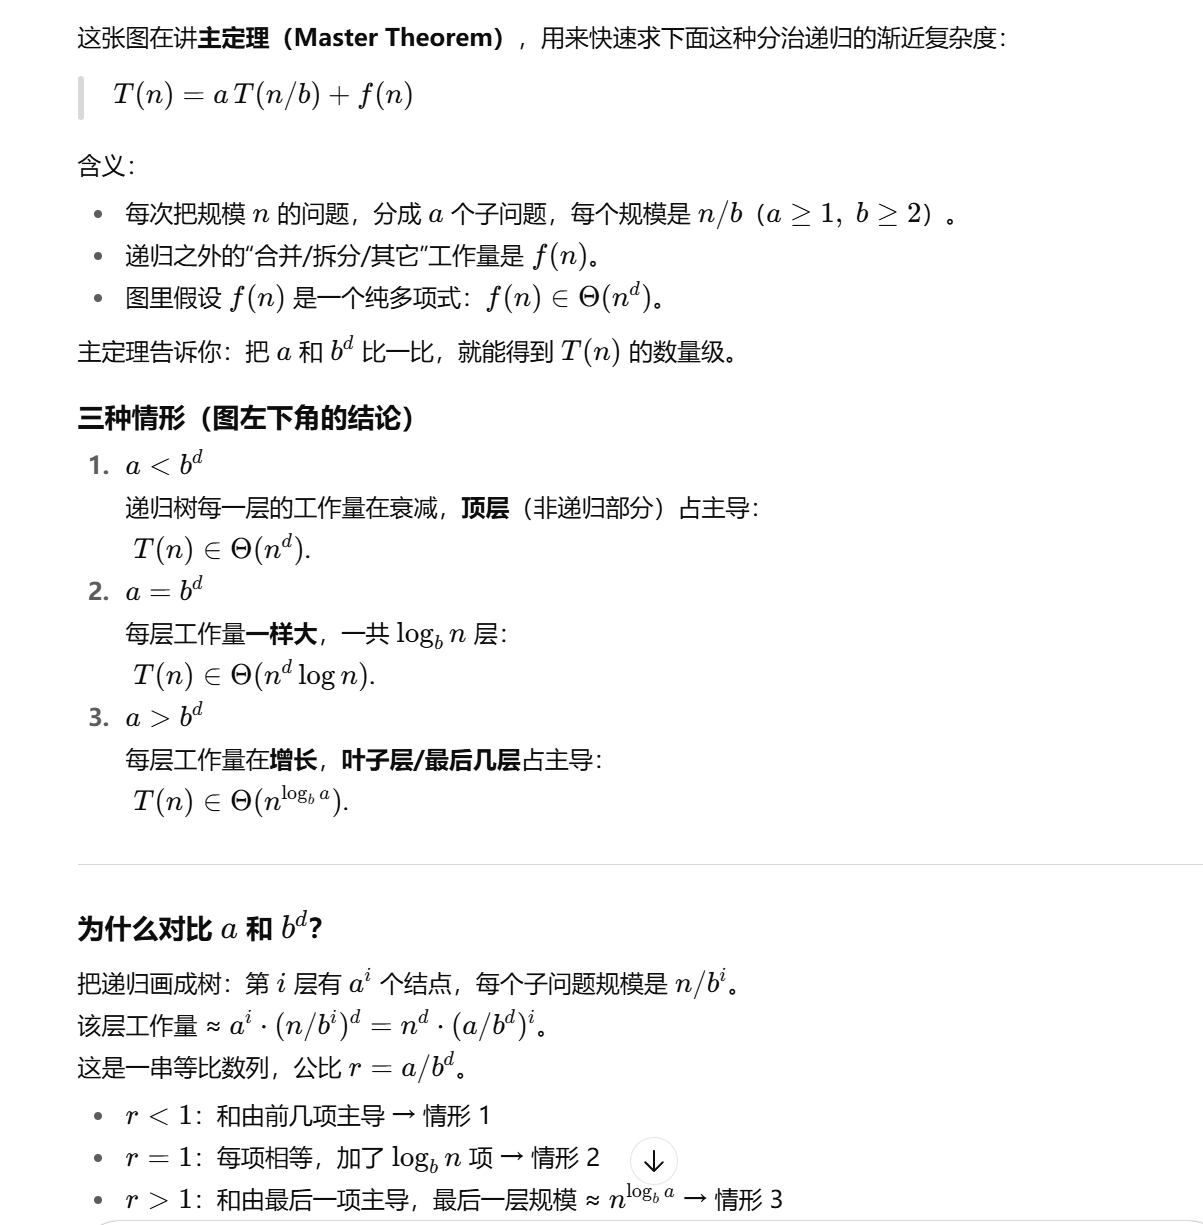 这张图在讲主定理（Master Theorem），用来快速求下面这种分治递归的渐近复杂度：
T(n) = a T(n/b) + f(n)
含义：
• 每次把规模 n 的问题，分成 a 个子问题，每个规模是 n/b（a ≥ 1, b ≥ 2）。
• 递归之外的“合并/拆分/其它”工作量是 f(n)。
• 图里假设 f(n) 是一个纯多项式：f(n) ∈ Θ(n^d)。
主定理告诉你：把 a 和 b^d 比一比，就能得到 T(n) 的数量级。
三种情形（图左下角的结论）
1. a < b^d
递归树每一层的工作量在衰减，顶层（非递归部分）占主导：
T(n) ∈ Θ(n^d).
2. a = b^d
每层工作量一样大，一共 log_b n 层：
T(n) ∈ Θ(n^d log n).
3. a > b^d
每层工作量在增长，叶子层/最后几层占主导：
T(n) ∈ Θ(n^{log_b a}).
为什么对比 a 和 b^d？
把递归画成树：第 i 层有 a^i 个结点，每个子问题规模是 n/b^i。
该层工作量 ≈ a^i · (n/b^i)^d = n^d · (a/b^d)^i。
这是一串等比数列，公比 r = a/b^d。
• r < 1：和由前几项主导 → 情形 1
• r = 1：每项相等，加了 log_b n 项 → 情形 2
• r > 1：和由最后一项主导，最后一层规模 ≈ n^{log_b a} → 情形 3